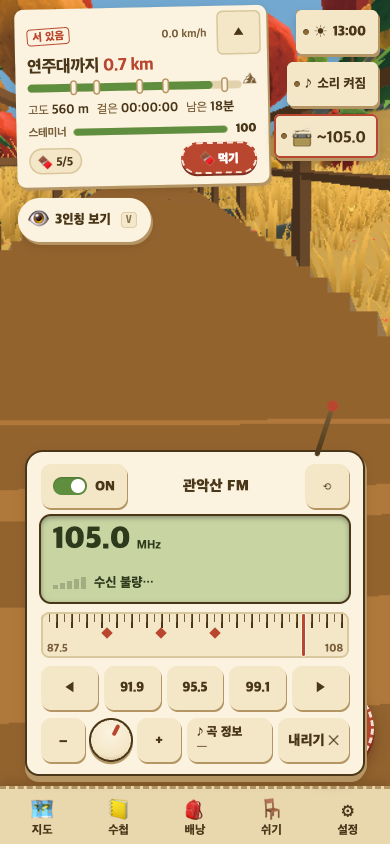 서 있음
0.0 km/h
▲
연주대까지 0.7 km
고도 560 m 걸은 00:00:00 남은 18분
스테미너 100
5/5
먹기
13:00
♪ 소리 켜짐
~105.0
3인칭 보기 V
ON
관악산 FM
⟲
105.0 MHz
수신 불량···
87.5
108
◀
91.9
95.5
99.1
▶
−
+
♪ 곡 정보
—
내리기 ✕
지도
수첩
배낭
쉬기
설정